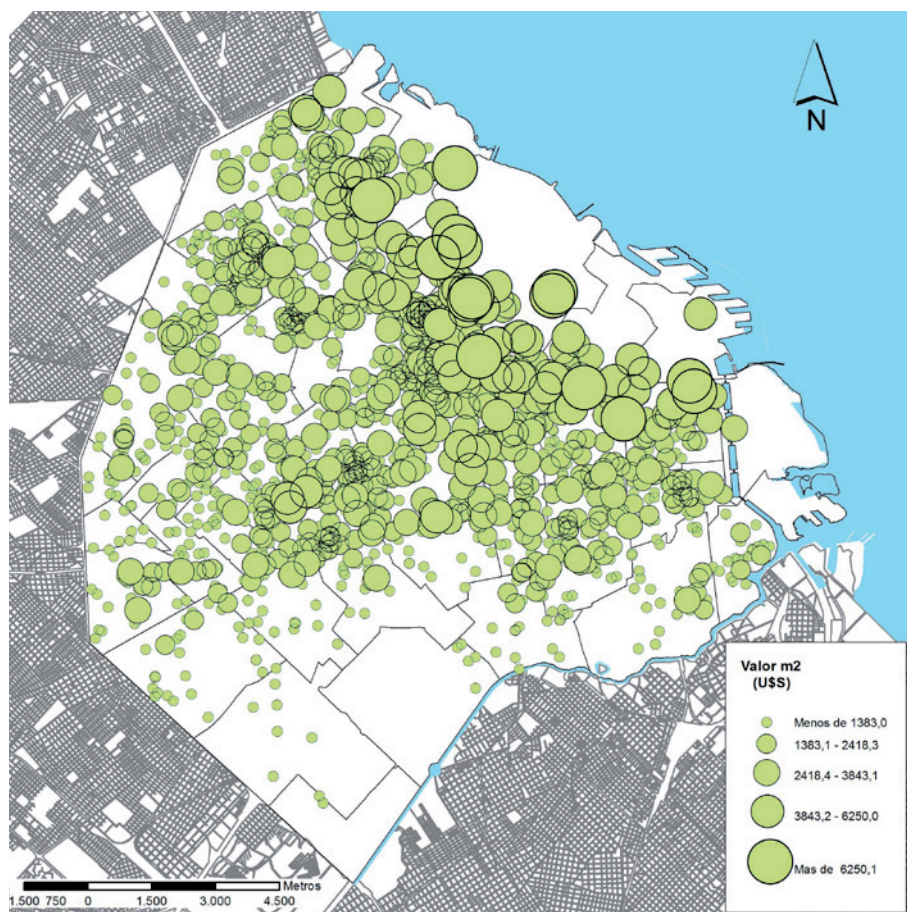 N
Valor m2
(U$S)
Menos de 1383,0
1383,1 - 2418,3
2418,4 - 3843,1
3843,2 - 6250,0
Mas de 6250,1
Metros
1.500 750 0 1.500 3.000 4.500